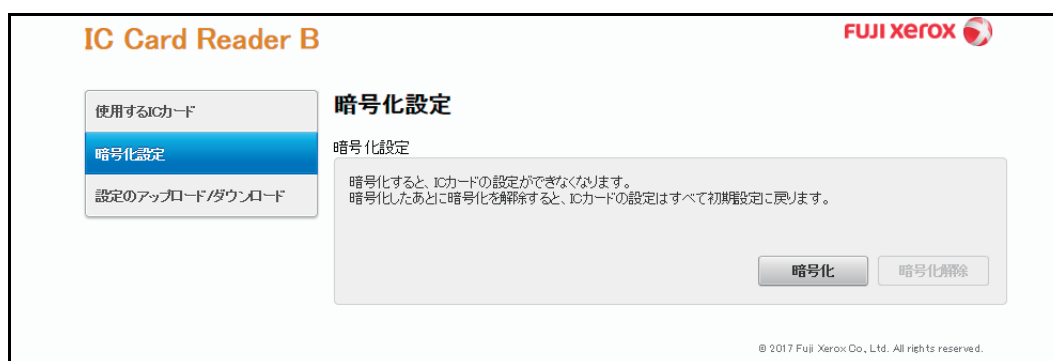 IC Card Reader B
FUJI XEROX
使用するICカード
暗号化設定
設定のアップロード/ダウンロード
暗号化設定
暗号化設定
暗号化すると、ICカードの設定ができなくなります。
暗号化したあとに暗号化を解除すると、ICカードの設定はすべて初期設定に戻ります。
暗号化
暗号化解除
© 2017 Fuji Xerox Co., Ltd. All rights reserved.